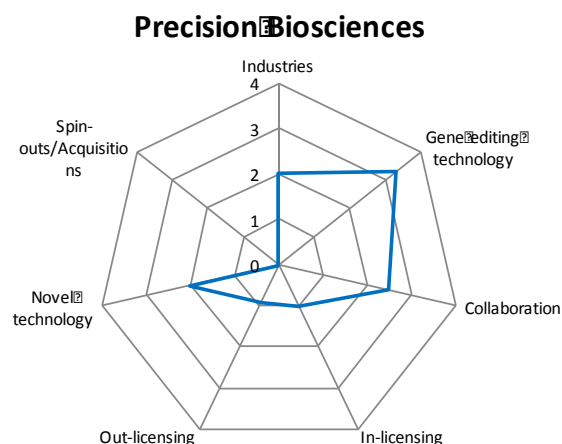 Precision Biosciences
Industries
4
3
2
1
0
Gene editing
technology
Collaboration
In-licensing
Out-licensing
Novel
technology
Spin-
outs/Acquisitio
ns